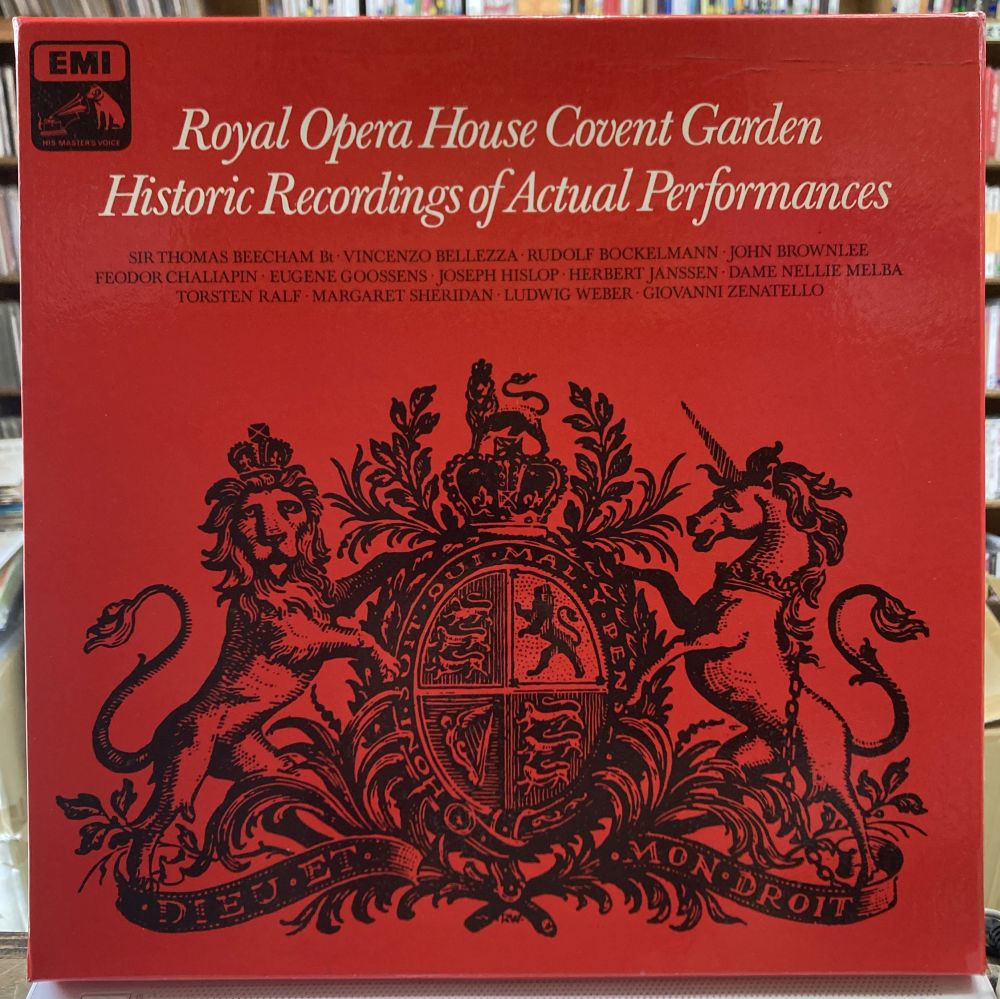 EMI
HIS MASTER'S VOICE
Royal Opera House Covent Garden
Historic Recordings of Actual Performances
SIR THOMAS BEECHAM Bt · VINCENZO BELLEZZA · RUDOLF BOCKELMANN · JOHN BROWNLEE
FEODOR CHALIAPIN · EUGENE GOOSSENS · JOSEPH HISLOP · HERBERT JANSSEN · DAME NELLIE MELBA
TORSTEN RALF · MARGARET SHERIDAN · LUDWIG WEBER · GIOVANNI ZENATELLO
QUI · MAL
DIEU · ET ·
· MON · DROIT